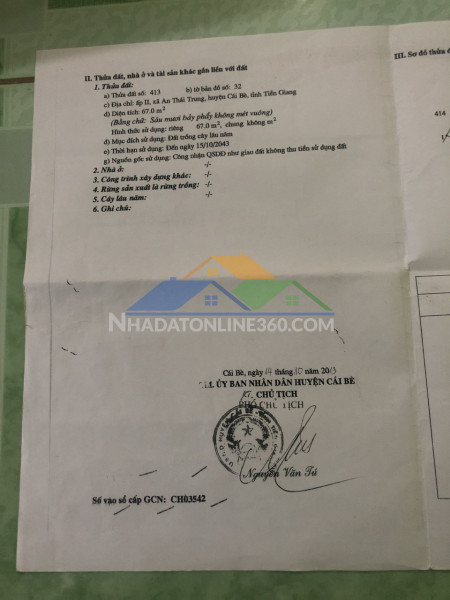 II. Thửa đất, nhà ở và tài sản khác gắn liền với đất
1. Thửa đất:
a) Thửa đất số: 413 b) tờ bản đồ số: 32
c) Địa chỉ: ấp II, xã An Thái Trung, huyện Cái Bè, tỉnh Tiền Giang
d) Diện tích: 67.0 m²
(Bằng chữ: Sáu mươi bảy phẩy không mét vuông)
Hình thức sử dụng: riêng 67.0 m², chung không m²
đ) Mục đích sử dụng: Đất trồng cây lâu năm
e) Thời hạn sử dụng: Đến ngày 15/10/2043
g) Nguồn gốc sử dụng: Công nhận QSDĐ như giao đất không thu tiền sử dụng đất
2. Nhà ở: -/-
3. Công trình xây dựng khác: -/-
4. Rừng sản xuất là rừng trồng: -/-
5. Cây lâu năm: -/-
6. Ghi chú:
III. Sơ đồ thửa đ
414
NHADATONLINE360.COM
Cái Bè, ngày 14 tháng 10 năm 2013
TM. ỦY BAN NHÂN DÂN HUYỆN CÁI BÈ
KT. CHỦ TỊCH
PHÓ CHỦ TỊCH
Nguyễn Văn Tư
Số vào sổ cấp GCN: CH03542